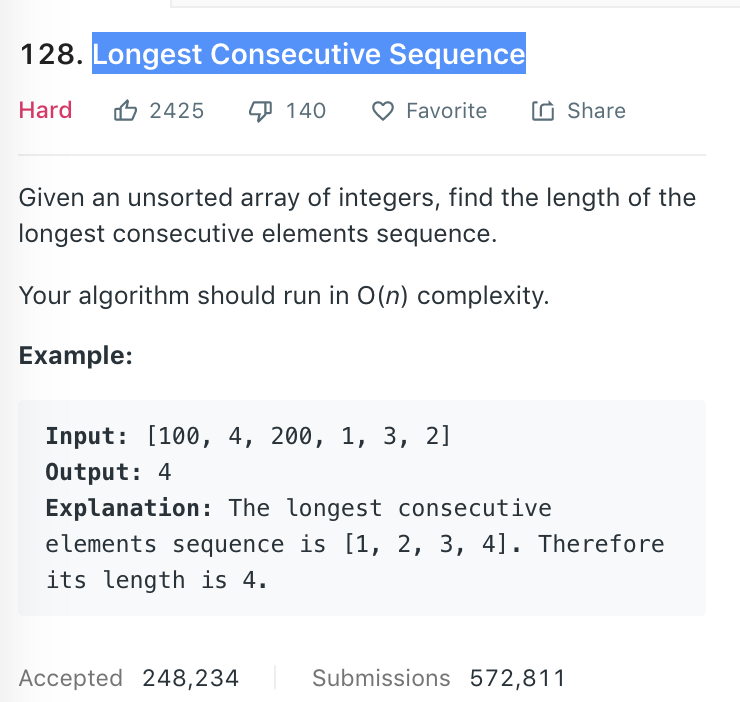 128. Longest Consecutive Sequence
Hard 2425 140 Favorite Share
Given an unsorted array of integers, find the length of the
longest consecutive elements sequence.
Your algorithm should run in O(n) complexity.
Example:
Input: [100, 4, 200, 1, 3, 2]
Output: 4
Explanation: The longest consecutive
elements sequence is [1, 2, 3, 4]. Therefore
its length is 4.
Accepted 248,234 Submissions 572,811